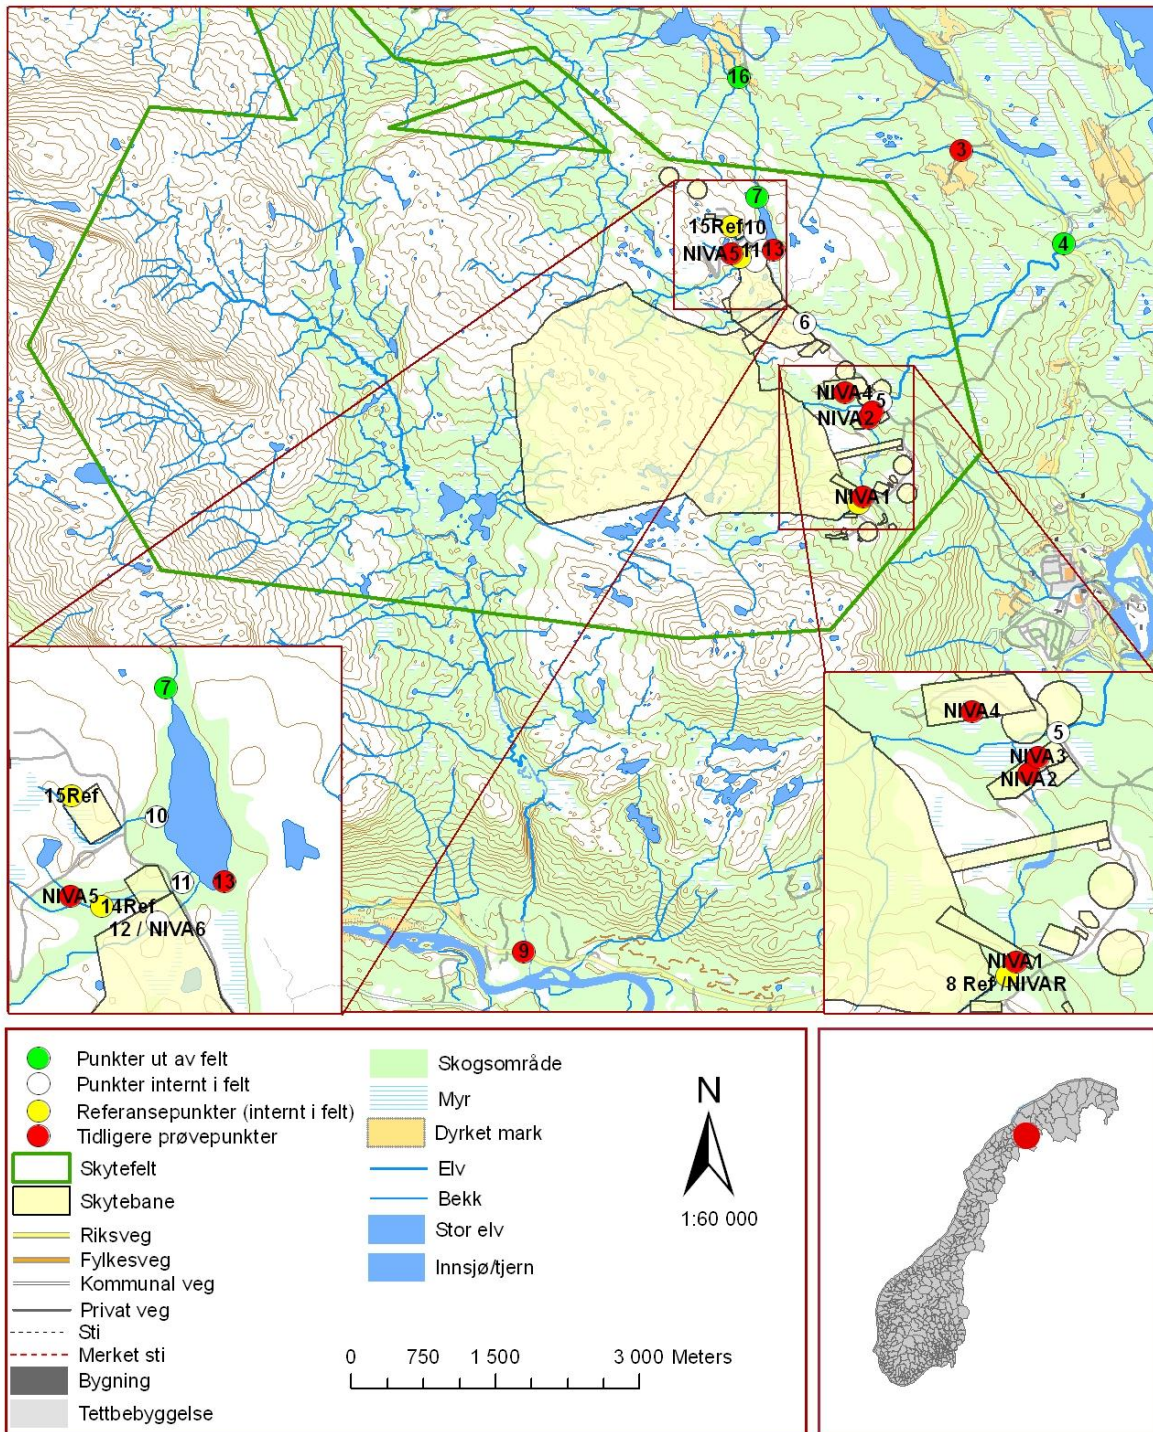 16
3
7
4
15Ref 10
NIVA5 11 13
6
NIVA4 5
NIVA2
NIVA1
7
15Ref
10
11
13
NIVA5
14Ref
12 / NIVA6
9
NIVA4
5
NIVA3
NIVA2
NIVA1
8 Ref /NIVAR
Punkter ut av felt
Punkter internt i felt
Referansepunkter (internt i felt)
Tidligere prøvepunkter
Skytefelt
Skytebane
Riksveg
Fylkesveg
Kommunal veg
Privat veg
Sti
Merket sti
Bygning
Tettbebyggelse
Skogsområde
Myr
Dyrket mark
Elv
Bekk
Stor elv
Innsjø/tjern
N
1:60 000
0 750 1 500 3 000 Meters